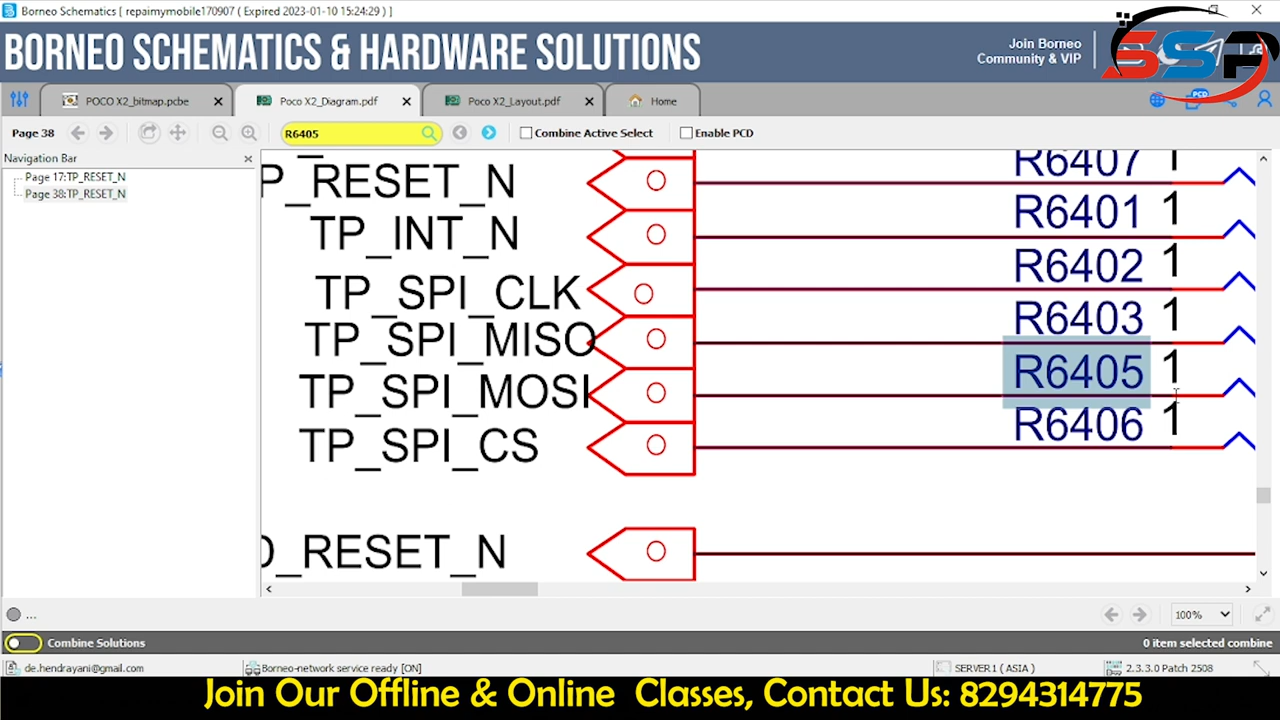 Borneo Schematics [ repaimymobile170907 ( Expired 2023-01-10 15:24:29 ) ]
BORNEO SCHEMATICS & HARDWARE SOLUTIONS
Join Borneo
Community & VIP
SSP
POCO X2_bitmap.pcbe
Poco X2_Diagram.pdf
Poco X2_Layout.pdf
Home
PCD
Page 38
R6405
Combine Active Select
Enable PCD
Navigation Bar
Page 17:TP_RESET_N
Page 38:TP_RESET_N
P_RESET_N
R6407 1
TP_INT_N
R6401 1
TP_SPI_CLK
R6402 1
TP_SPI_MISO
R6403 1
TP_SPI_MOSI
R6405 1
TP_SPI_CS
R6406 1
_RESET_N
...
100%
Combine Solutions
0 item selected combine
de.hendrayani@gmail.com
Borneo-network service ready [ON]
SERVER1 ( ASIA )
2.3.3.0 Patch 2508
Join Our Offline & Online Classes, Contact Us: 8294314775